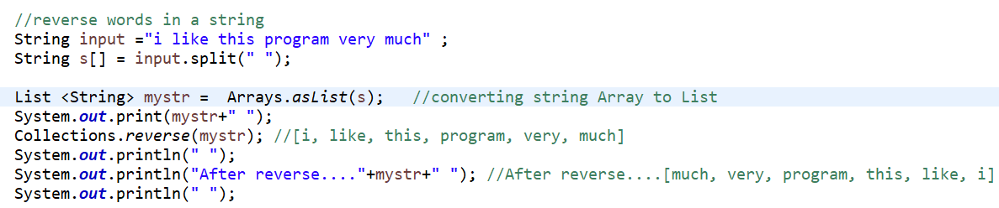 //reverse words in a string
String input ="i like this program very much" ;
String s[] = input.split(" ");
List <String> mystr =  Arrays.asList(s);   //converting string Array to List
System.out.print(mystr+" ");
Collections.reverse(mystr); //[i, like, this, program, very, much]
System.out.println(" ");
System.out.println("After reverse...."+mystr+" "); //After reverse....[much, very, program, this, like, i]
System.out.println(" ");